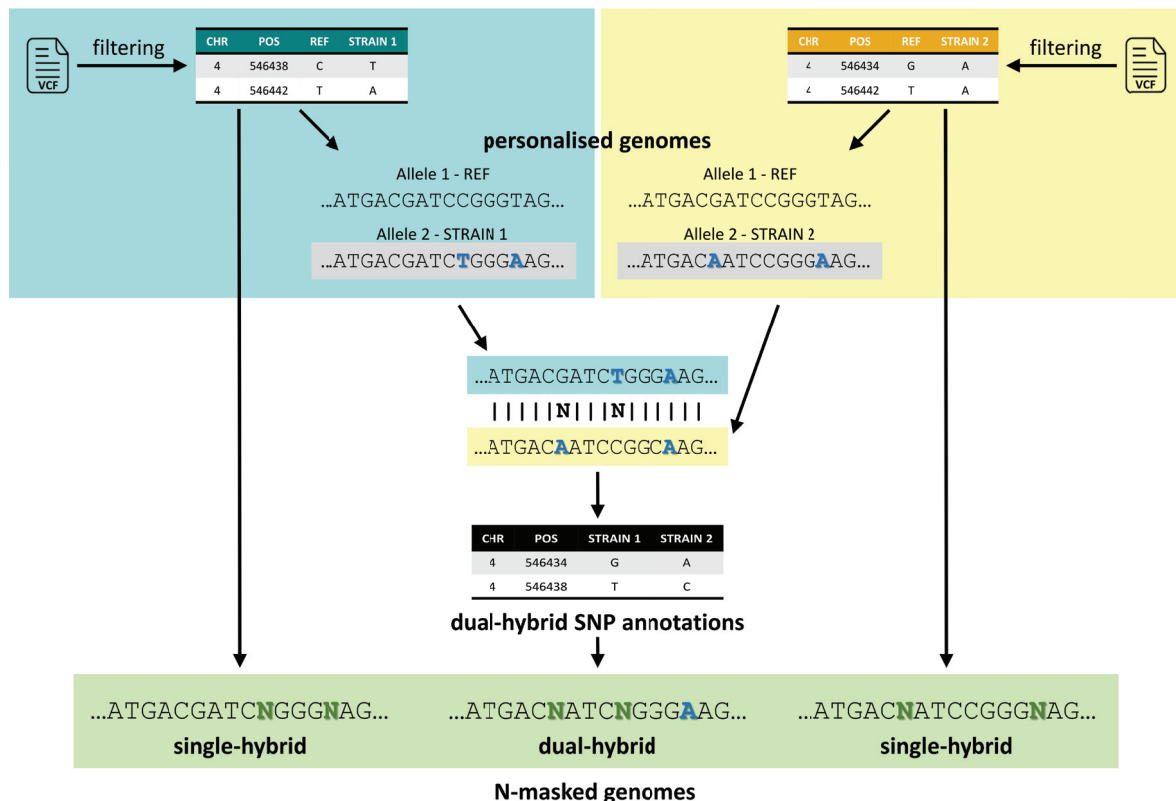 filtering
VCF
CHR POS REF STRAIN 1
4 546438 C T
4 546442 T A
CHR POS REF STRAIN 2
4 546434 G A
4 546442 T A
filtering
VCF
personalised genomes
Allele 1 - REF
...ATGACGATCCGGGTAG...
Allele 2 - STRAIN 1
...ATGACGATCTGGGAAG...
Allele 1 - REF
...ATGACGATCCGGGTAG...
Allele 2 - STRAIN 2
...ATGACAATCCGGGAAG...
...ATGACGATCTGGGAAG...
|||||N|||N||||||
...ATGACAATCCGGCAAG...
CHR POS STRAIN 1 STRAIN 2
4 546434 G A
4 546438 T C
dual-hybrid SNP annotations
...ATGACGATCNGGGNAG...
single-hybrid
...ATGACNATCNGGGAAG...
dual-hybrid
...ATGACNATCCGGGNAG...
single-hybrid
N-masked genomes